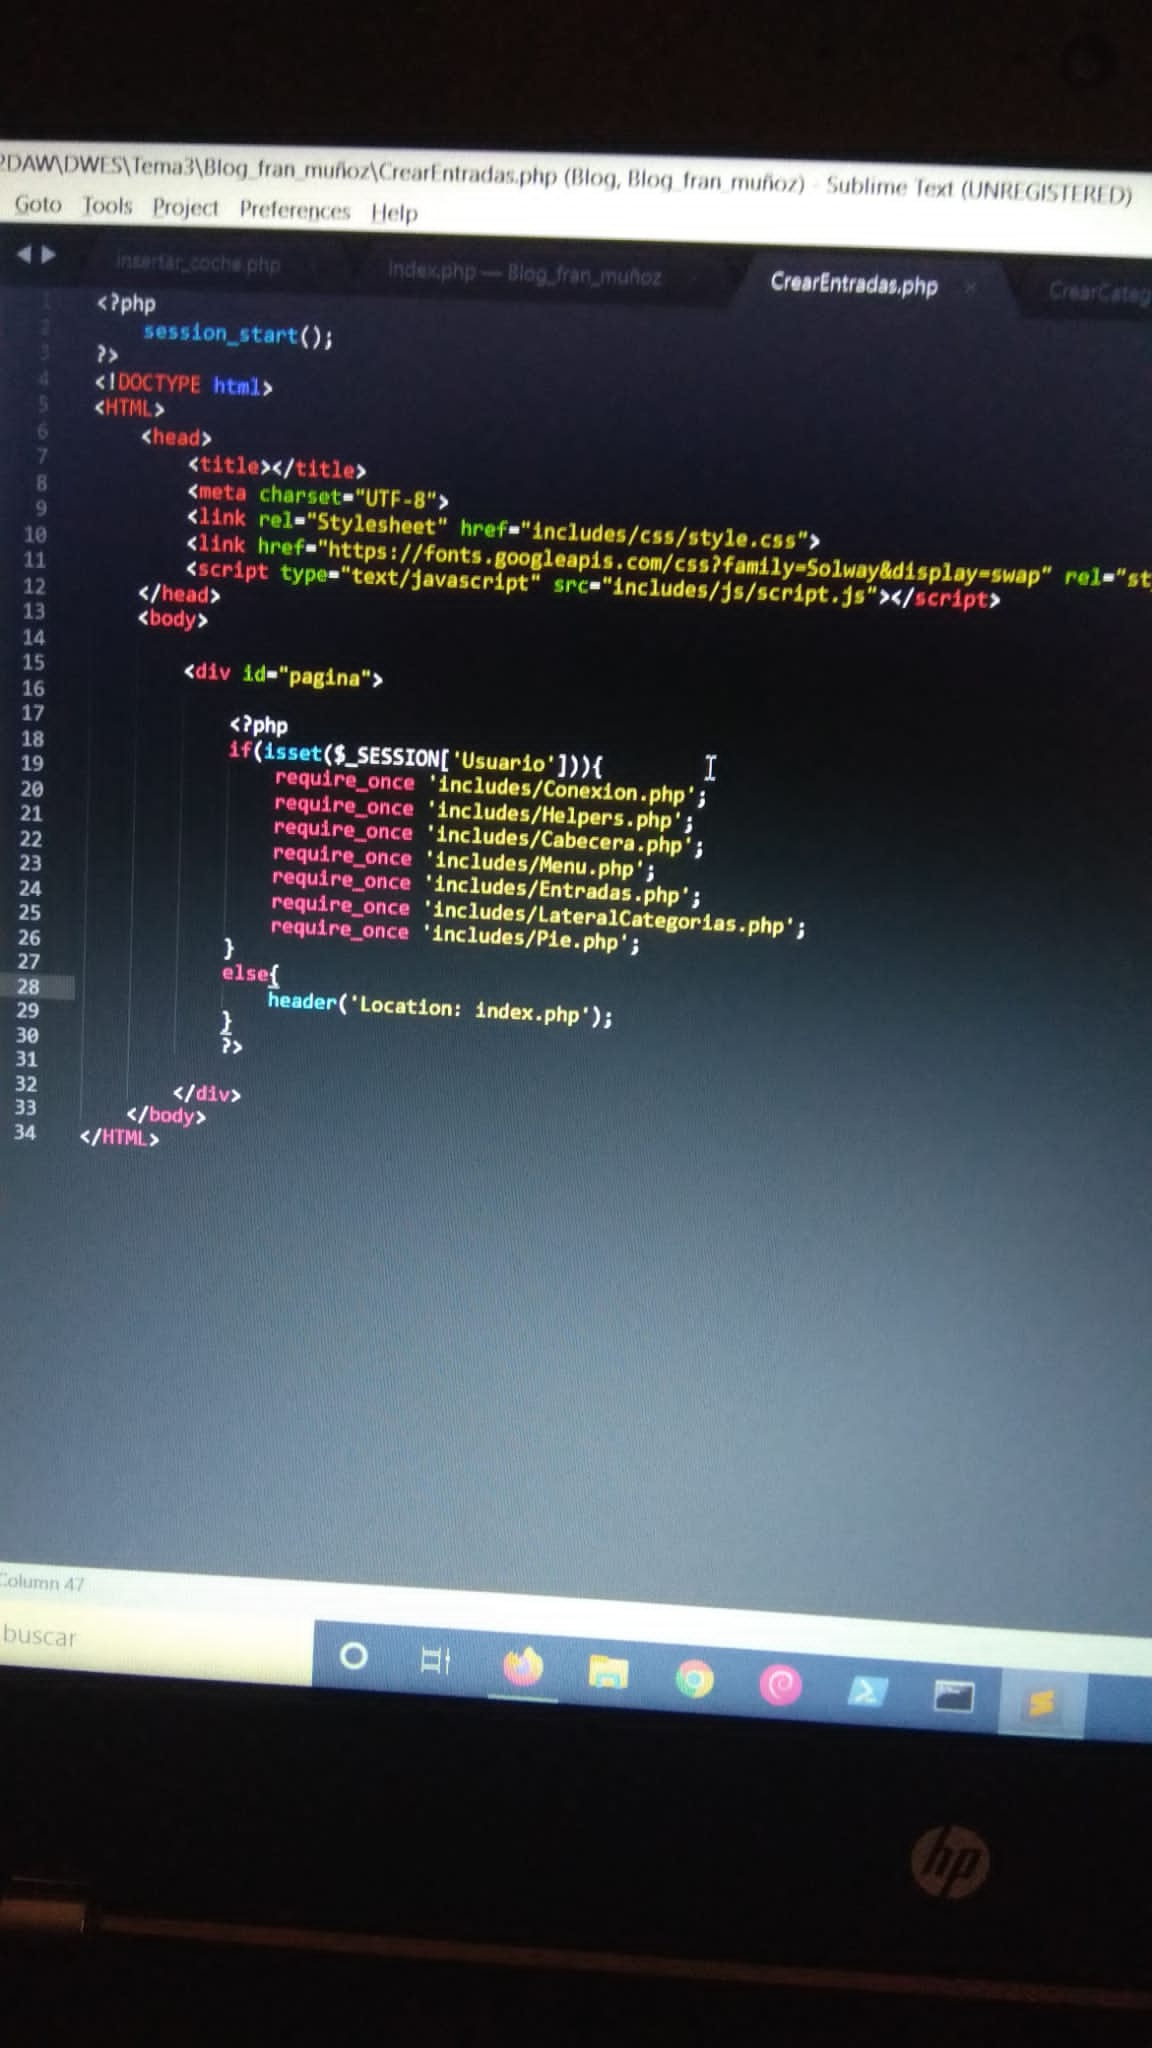 2DAW\DWES\Tema3\Blog_fran_muñoz\CrearEntradas.php (Blog, Blog_fran_muñoz) - Sublime Text (UNREGISTERED)
Goto Tools Project Preferences Help
insertar_coche.php index.php — Blog_fran_muñoz CrearEntradas.php × CrearCateg
1 <?php
2 session_start();
3 ?>
4 <!DOCTYPE html>
5 <HTML>
6 <head>
7 <title></title>
8 <meta charset="UTF-8">
9 <link rel="Stylesheet" href="includes/css/style.css">
10 <link href="https://fonts.googleapis.com/css?family=Solway&display=swap" rel="st
11 <script type="text/javascript" src="includes/js/script.js"></script>
12 </head>
13 <body>
14
15 <div id="pagina">
16
17 <?php
18 if(isset($_SESSION['Usuario'])){
19 require_once 'includes/Conexion.php';
20 require_once 'includes/Helpers.php';
21 require_once 'includes/Cabecera.php';
22 require_once 'includes/Menu.php';
23 require_once 'includes/Entradas.php';
24 require_once 'includes/LateralCategorias.php';
25 require_once 'includes/Pie.php';
26 }
27 else{
28 header('Location: index.php');
29 }
30 ?>
31
32 </div>
33 </body>
34 </HTML>
Column 47
buscar
hp